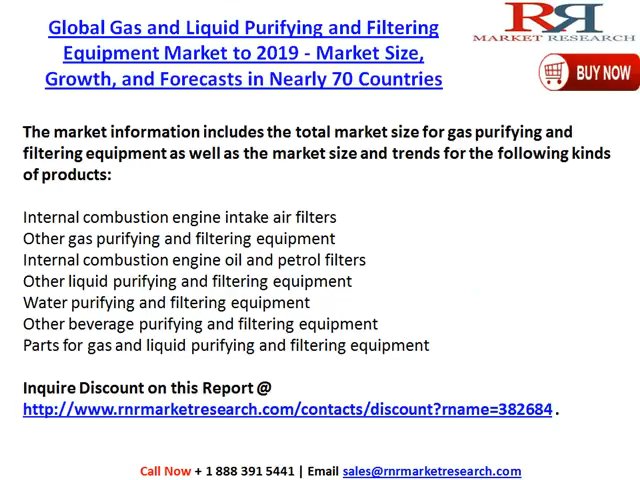 Global Gas and Liquid Purifying and Filtering
Equipment Market to 2019 - Market Size,
Growth, and Forecasts in Nearly 70 Countries
RR
MARKET RESEARCH
BUY NOW
The market information includes the total market size for gas purifying and
filtering equipment as well as the market size and trends for the following kinds
of products:
Internal combustion engine intake air filters
Other gas purifying and filtering equipment
Internal combustion engine oil and petrol filters
Other liquid purifying and filtering equipment
Water purifying and filtering equipment
Other beverage purifying and filtering equipment
Parts for gas and liquid purifying and filtering equipment
Inquire Discount on this Report @
http://www.rnrmarketresearch.com/contacts/discount?rname=382684 .
Call Now + 1 888 391 5441 | Email sales@rnrmarketresearch.com